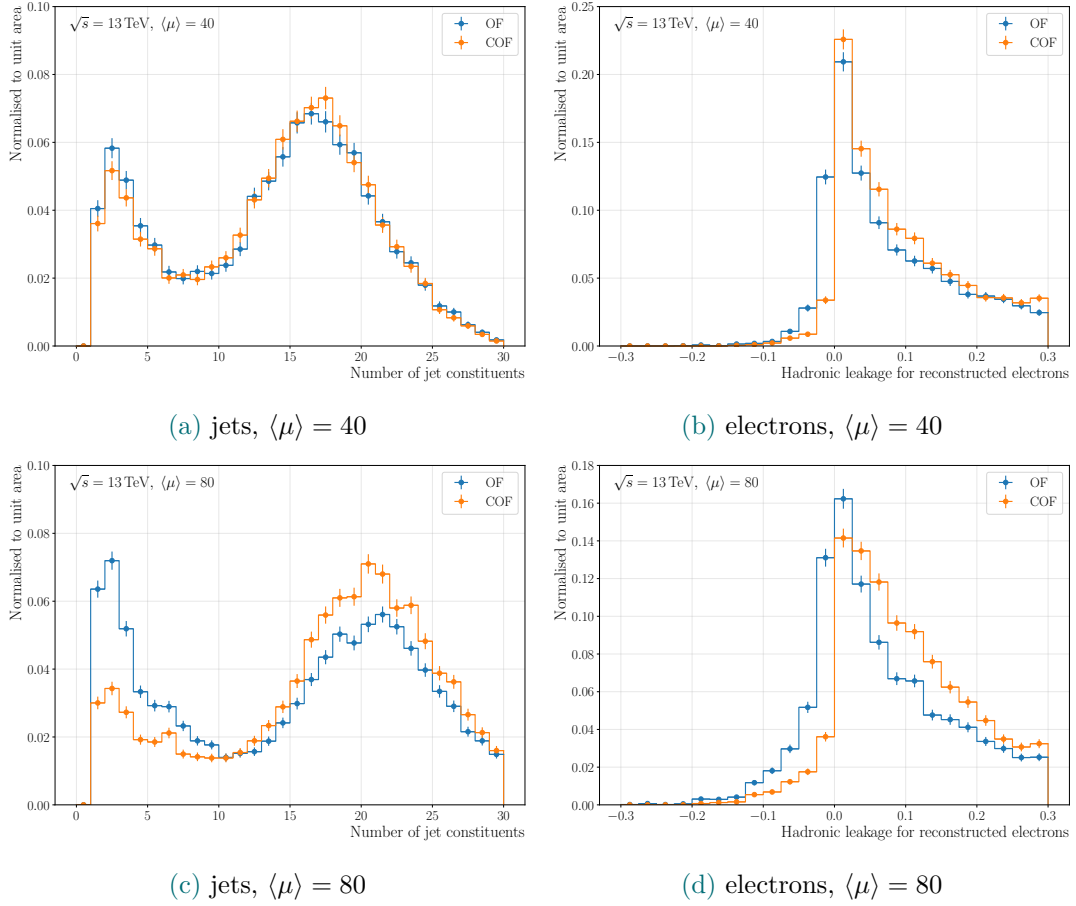 Normalised to unit area
0.10
0.08
0.06
0.04
0.02
0.00
√s = 13 TeV, ⟨μ⟩ = 40
OF
COF
0 5 10 15 20 25 30
Number of jet constituents
(a) jets, ⟨μ⟩ = 40
Normalised to unit area
0.25
0.20
0.15
0.10
0.05
0.00
√s = 13 TeV, ⟨μ⟩ = 40
OF
COF
−0.3 −0.2 −0.1 0.0 0.1 0.2 0.3
Hadronic leakage for reconstructed electrons
(b) electrons, ⟨μ⟩ = 40
Normalised to unit area
0.10
0.08
0.06
0.04
0.02
0.00
√s = 13 TeV, ⟨μ⟩ = 80
OF
COF
0 5 10 15 20 25 30
Number of jet constituents
(c) jets, ⟨μ⟩ = 80
Normalised to unit area
0.18
0.16
0.14
0.12
0.10
0.08
0.06
0.04
0.02
0.00
√s = 13 TeV, ⟨μ⟩ = 80
OF
COF
−0.3 −0.2 −0.1 0.0 0.1 0.2 0.3
Hadronic leakage for reconstructed electrons
(d) electrons, ⟨μ⟩ = 80